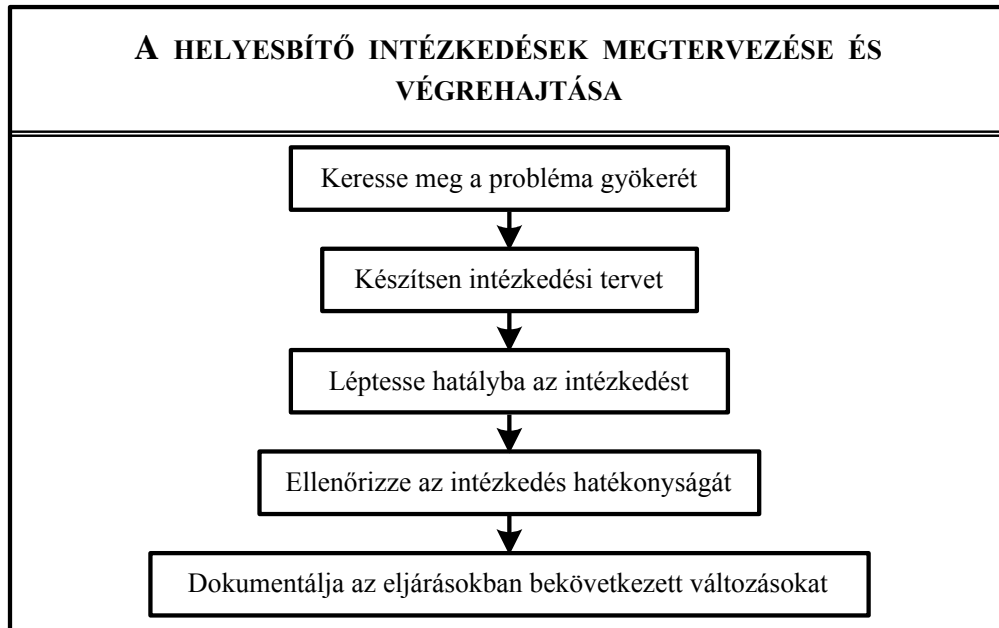 A HELYESBÍTŐ INTÉZKEDÉSEK MEGTERVEZÉSE ÉS
VÉGREHAJTÁSA
Keresse meg a probléma gyökerét
Készítsen intézkedési tervet
Léptesse hatályba az intézkedést
Ellenőrizze az intézkedés hatékonyságát
Dokumentálja az eljárásokban bekövetkezett változásokat